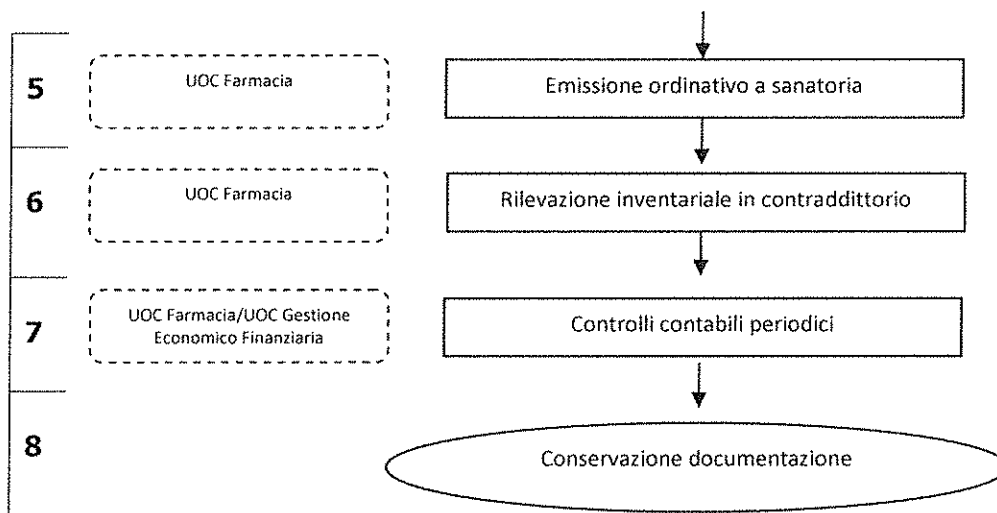 5
UOC Farmacia
Emissione ordinativo a sanatoria
6
UOC Farmacia
Rilevazione inventariale in contraddittorio
7
UOC Farmacia/UOC Gestione
Economico Finanziaria
Controlli contabili periodici
8
Conservazione documentazione